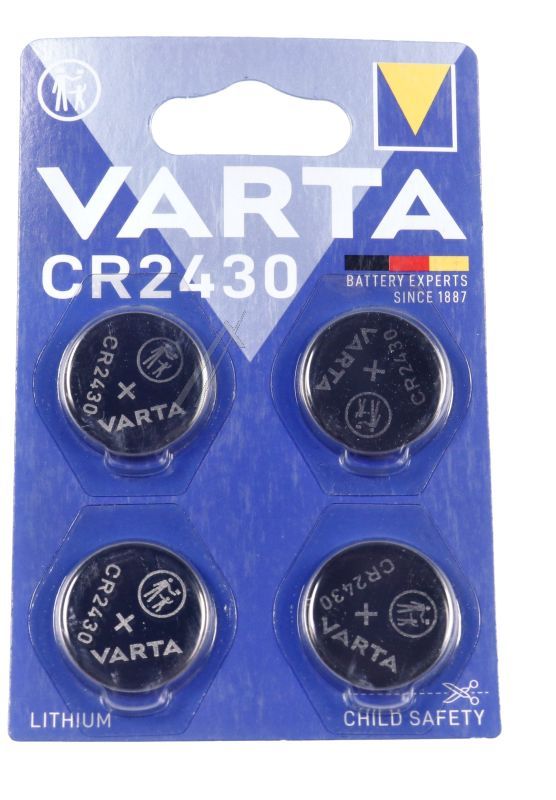 VARTA
CR2430
BATTERY EXPERTS
SINCE 1887
CR2430
+
VARTA
VARTA
+
CR2430
CR2430
+
VARTA
CR2430
+
VARTA
LITHIUM
CHILD SAFETY